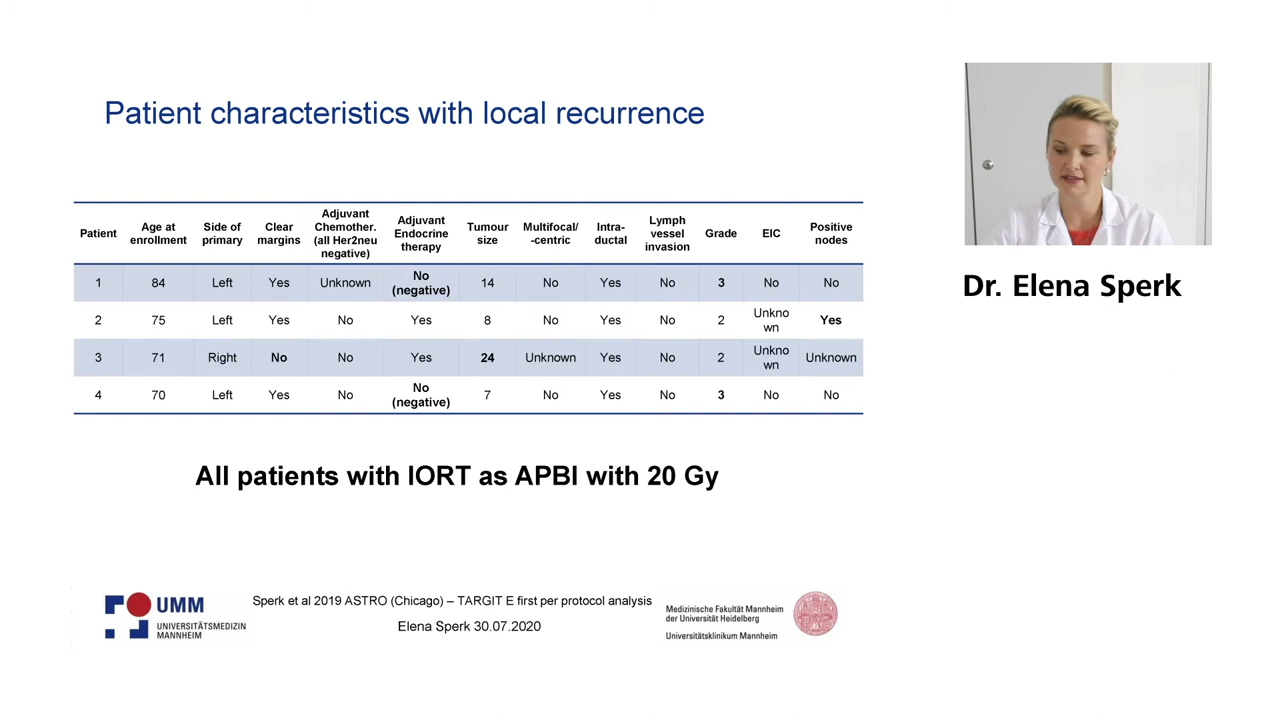 Patient characteristics with local recurrence
Patient Age at enrollment Side of primary Clear margins Adjuvant Chemother. (all Her2neu negative) Adjuvant Endocrine therapy Tumour size Multifocal/ -centric Intra- ductal Lymph vessel invasion Grade EIC Positive nodes
1 84 Left Yes Unknown No (negative) 14 No Yes No 3 No No
2 75 Left Yes No Yes 8 No Yes No 2 Unkno wn Yes
3 71 Right No No Yes 24 Unknown Yes No 2 Unkno wn Unknown
4 70 Left Yes No No (negative) 7 No Yes No 3 No No
All patients with IORT as APBI with 20 Gy
Dr. Elena Sperk
UMM
UNIVERSITÄTSMEDIZIN
MANNHEIM
Sperk et al 2019 ASTRO (Chicago) – TARGIT E first per protocol analysis
Elena Sperk 30.07.2020
Medizinische Fakultät Mannheim
der Universität Heidelberg
Universitätsklinikum Mannheim